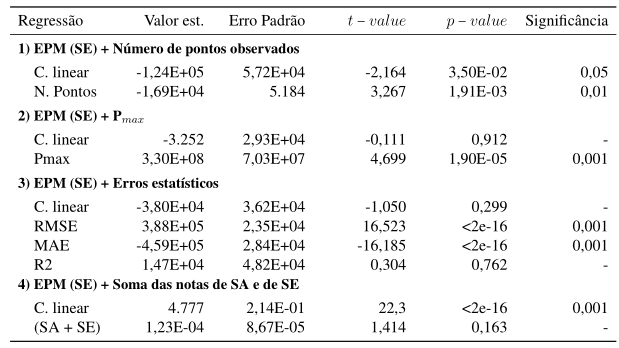 Regressão Valor est. Erro Padrão t – value p – value Significância
1) EPM (SE) + Número de pontos observados
C. linear -1,24E+05 5,72E+04 -2,164 3,50E-02 0,05
N. Pontos -1,69E+04 5.184 3,267 1,91E-03 0,01
2) EPM (SE) + Pmax
C. linear -3.252 2,93E+04 -0,111 0,912 -
Pmax 3,30E+08 7,03E+07 4,699 1,90E-05 0,001
3) EPM (SE) + Erros estatísticos
C. linear -3,80E+04 3,62E+04 -1,050 0,299 -
RMSE 3,88E+05 2,35E+04 16,523 <2e-16 0,001
MAE -4,59E+05 2,84E+04 -16,185 <2e-16 0,001
R2 1,47E+04 4,82E+04 0,304 0,762 -
4) EPM (SE) + Soma das notas de SA e de SE
C. linear 4.777 2,14E-01 22,3 <2e-16 0,001
(SA + SE) 1,23E-04 8,67E-05 1,414 0,163 -